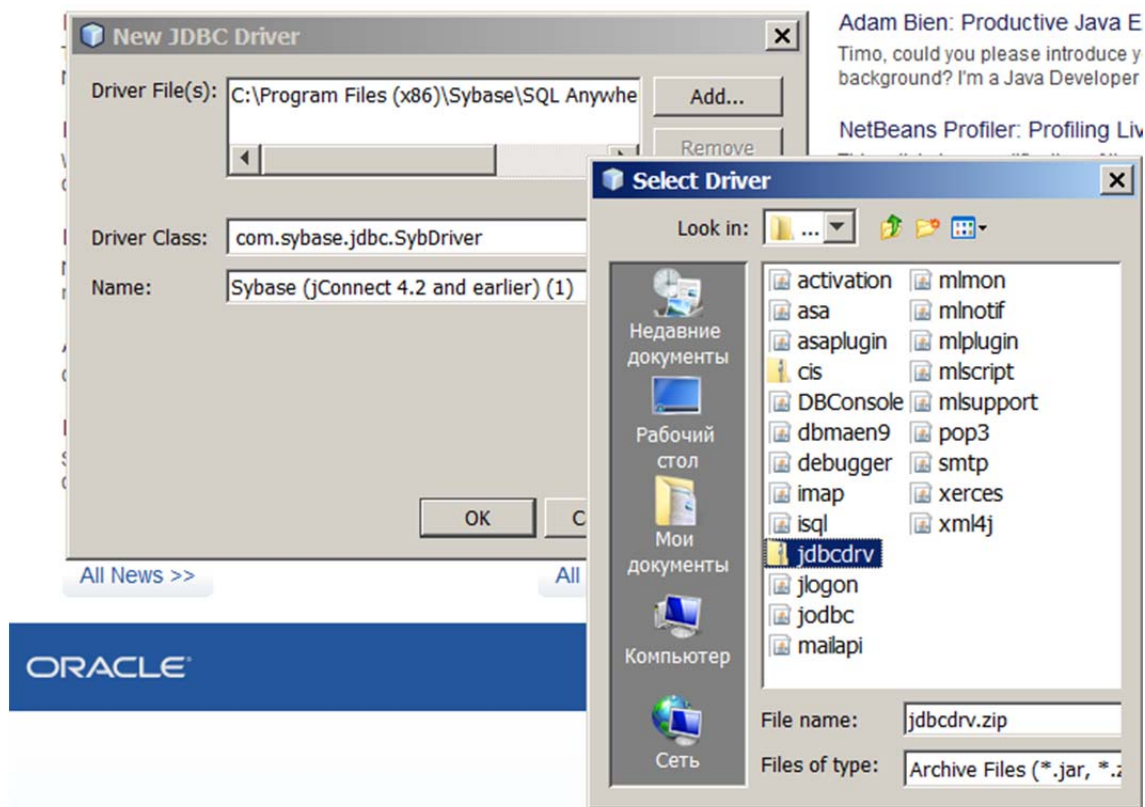 New JDBC Driver
Driver File(s):
C:\Program Files (x86)\Sybase\SQL Anywhe
Add...
Remove
Driver Class:
com.sybase.jdbc.SybDriver
Name:
Sybase (jConnect 4.2 and earlier) (1)
OK
All News >>
All
ORACLE
Adam Bien: Productive Java E
Timo, could you please introduce y
background? I'm a Java Developer
NetBeans Profiler: Profiling Liv
Select Driver
Look in:
...
Недавние
документы
Рабочий
стол
Мои
документы
Компьютер
Сеть
activation
asa
asaplugin
cis
DBConsole
dbmaen9
debugger
imap
isql
jdbcdrv
jlogon
jodbc
mailapi
mlmon
mlnotif
mlplugin
mlscript
mlsupport
pop3
smtp
xerces
xml4j
File name:
jdbcdrv.zip
Files of type:
Archive Files (*.jar, *.z